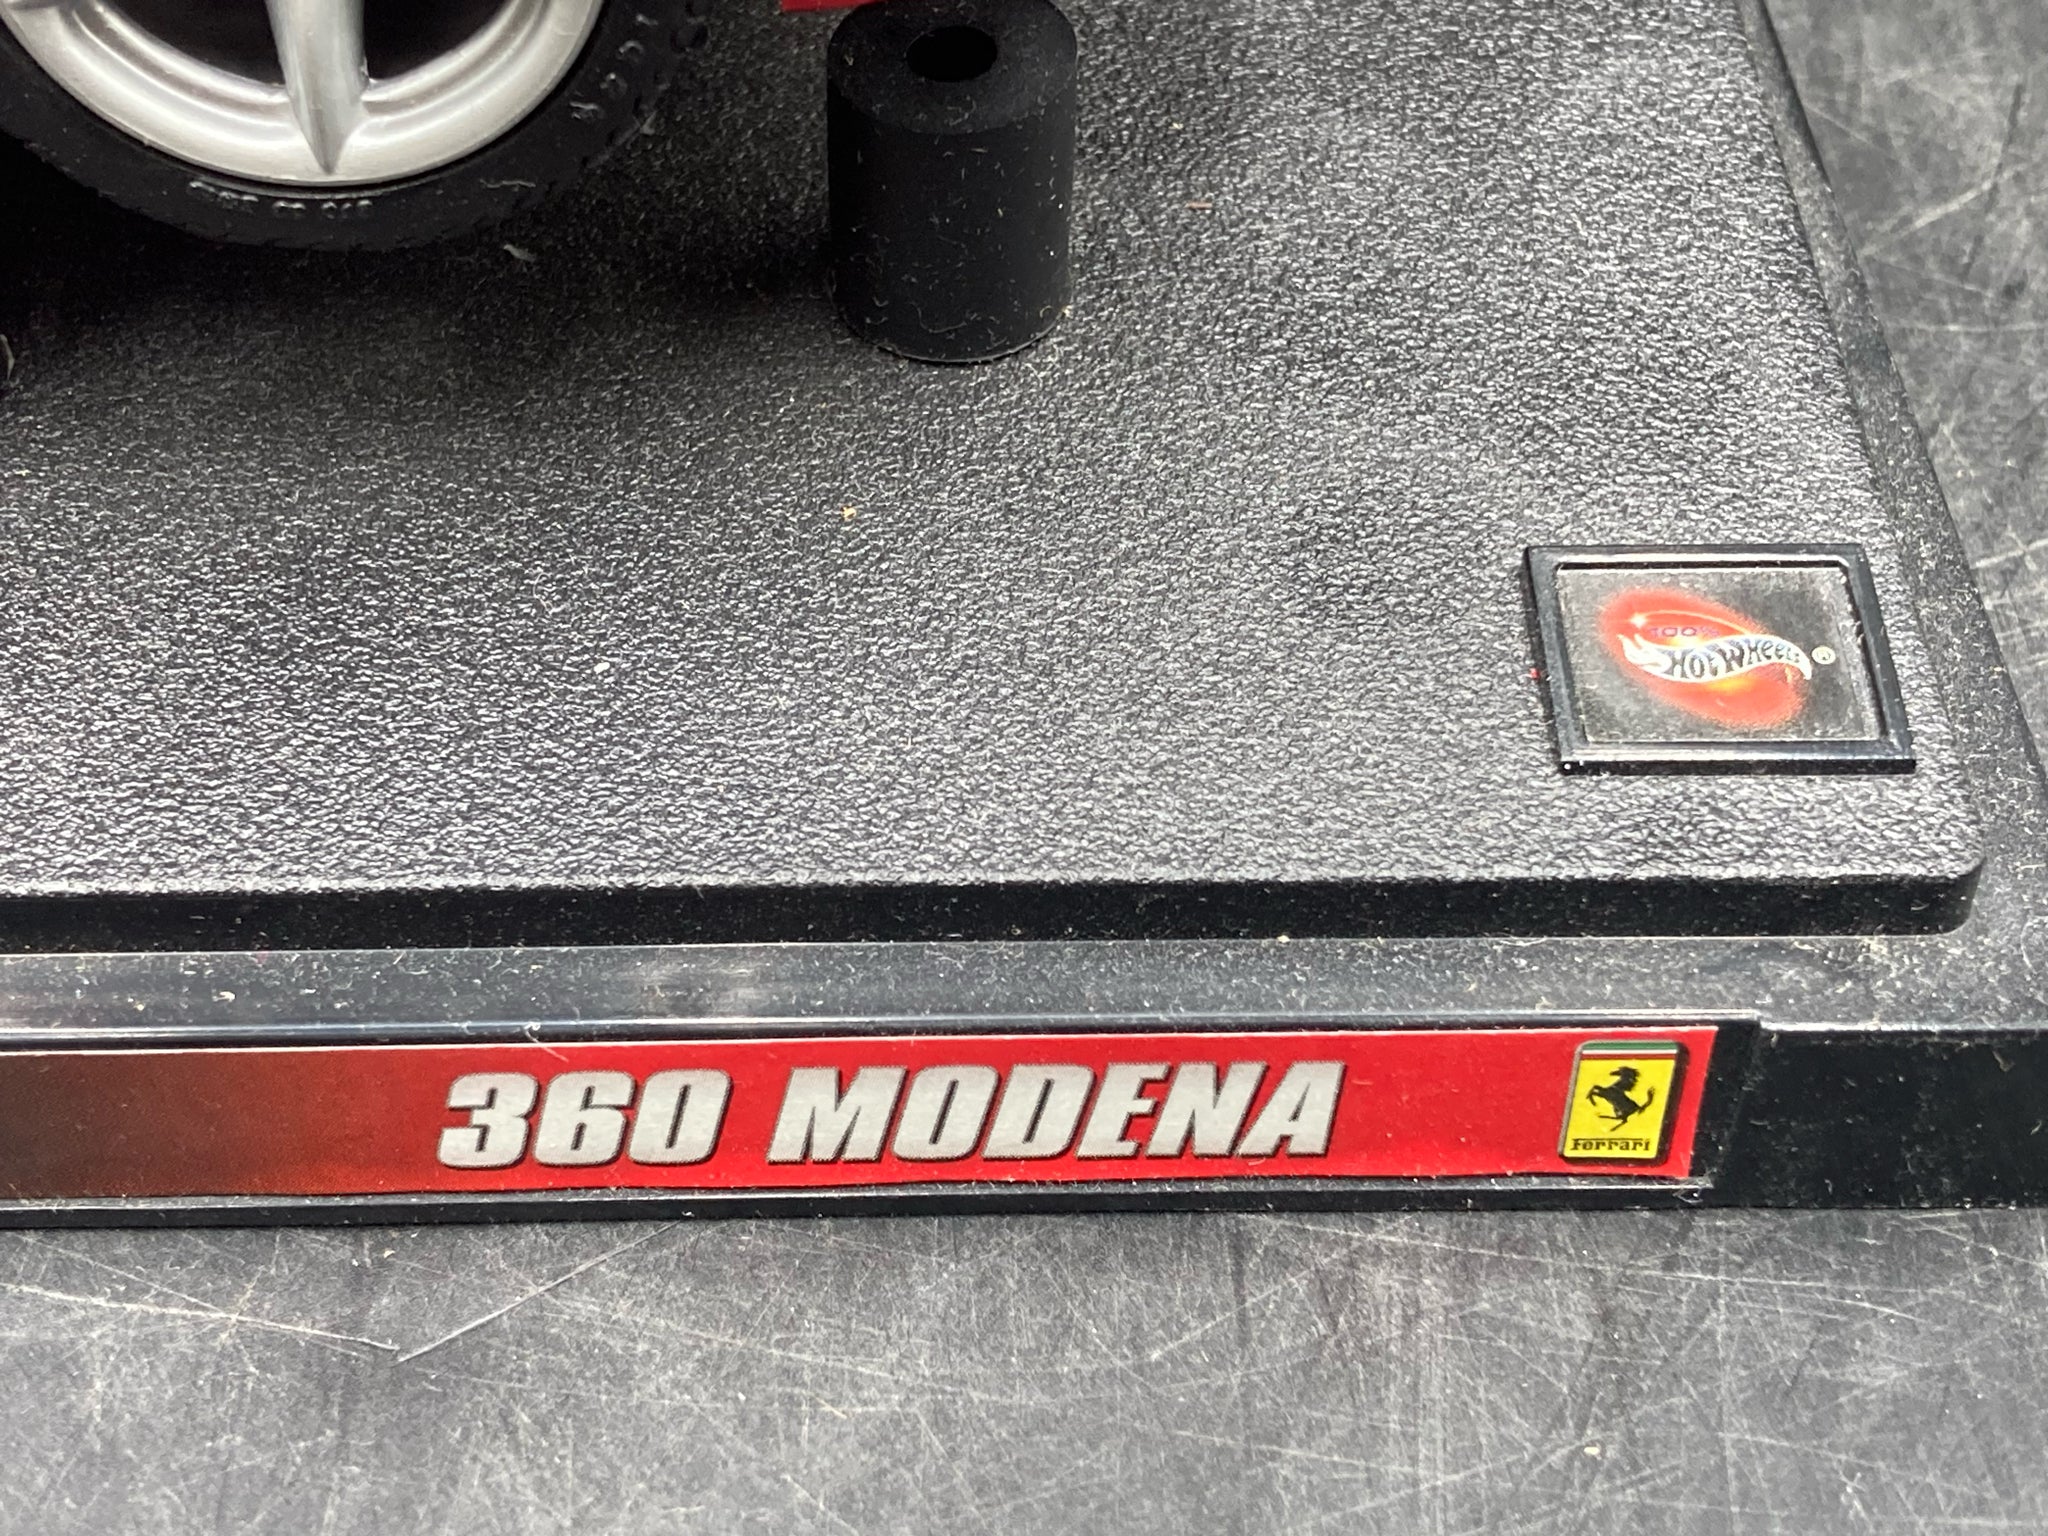 100%
HOT WHEELS ®
360 MODENA
Ferrari